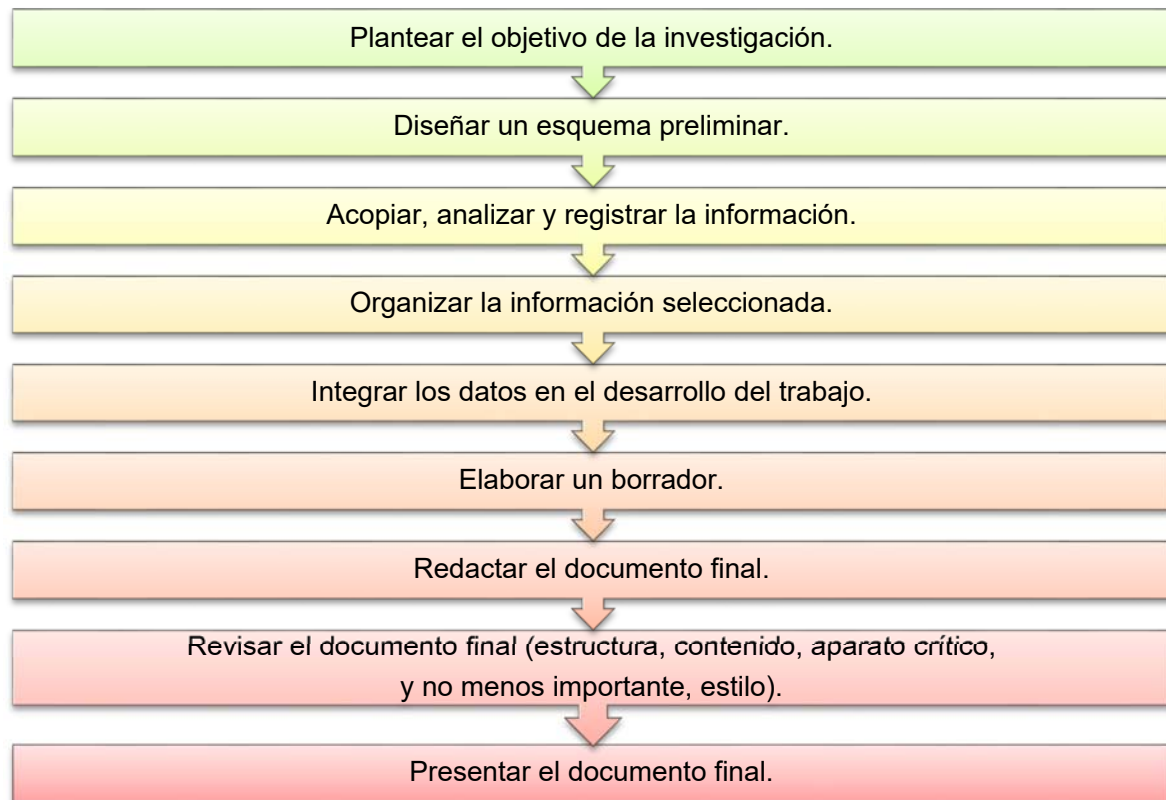 Plantear el objetivo de la investigación.
Diseñar un esquema preliminar.
Acopiar, analizar y registrar la información.
Organizar la información seleccionada.
Integrar los datos en el desarrollo del trabajo.
Elaborar un borrador.
Redactar el documento final.
Revisar el documento final (estructura, contenido, aparato crítico,
y no menos importante, estilo).
Presentar el documento final.